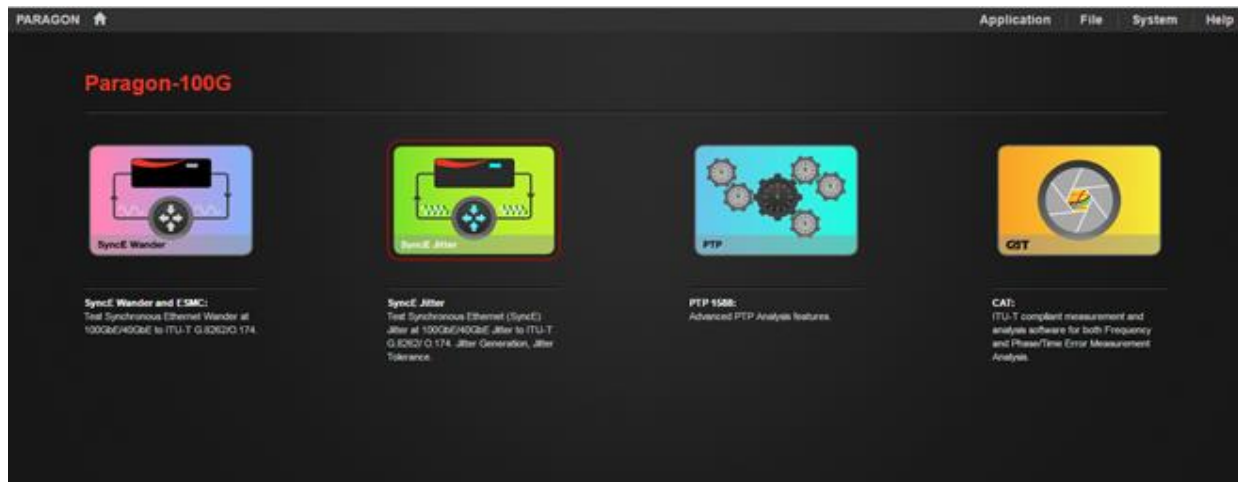 PARAGON
Application File System Help
Paragon-100G
SyncE Wander
SyncE Jitter
PTP
CAT
SyncE Wander and ESMC:
Test Synchronous Ethernet Wander at
100GbE/40GbE to ITU-T G.8262/O.174.
SyncE Jitter
Test Synchronous Ethernet (SyncE)
Jitter at 100GbE/40GbE Jitter to ITU-T
G.8262/ O.174. Jitter Generation, Jitter
Tolerance.
PTP 1588:
Advanced PTP Analysis features.
CAT:
ITU-T compliant measurement and
analysis software for both Frequency
and Phase/Time Error Measurement
Analysis.